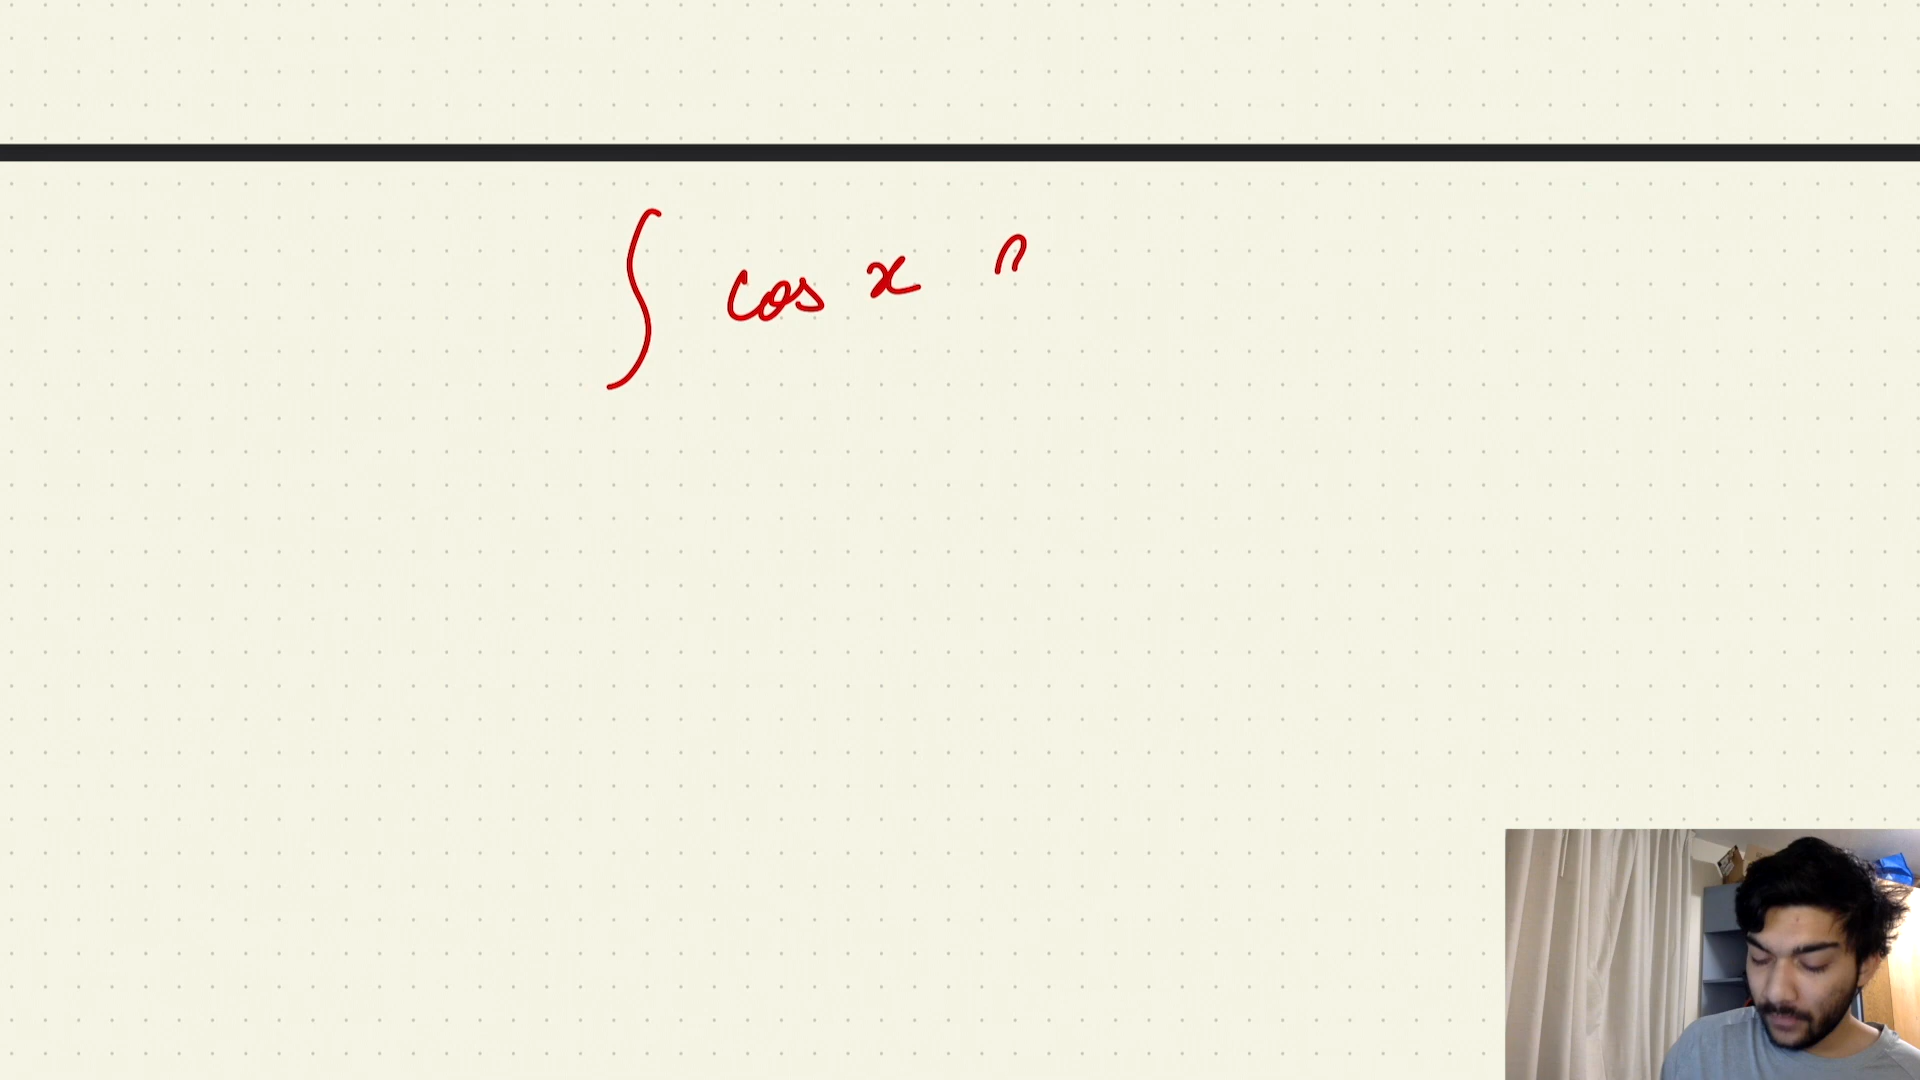 ∫ cos x